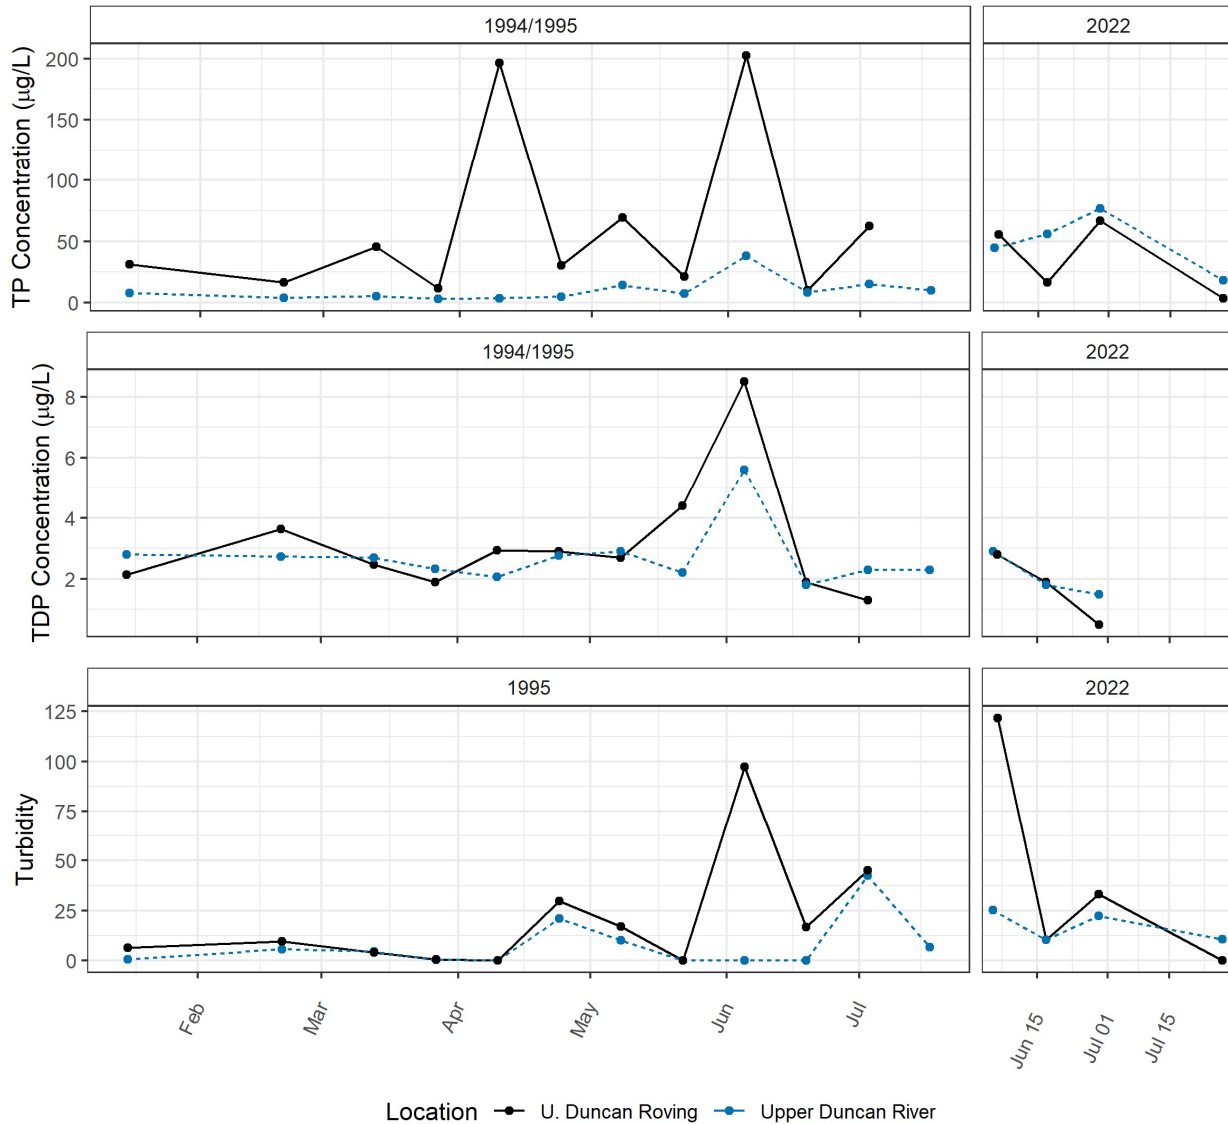 1994/1995
2022
TP Concentration (µg/L)
200
150
100
50
0
1994/1995
2022
TDP Concentration (µg/L)
8
6
4
2
1995
2022
Turbidity
125
100
75
50
25
0
Feb
Mar
Apr
May
Jun
Jul
Jun 15
Jul 01
Jul 15
Location U. Duncan Roving Upper Duncan River